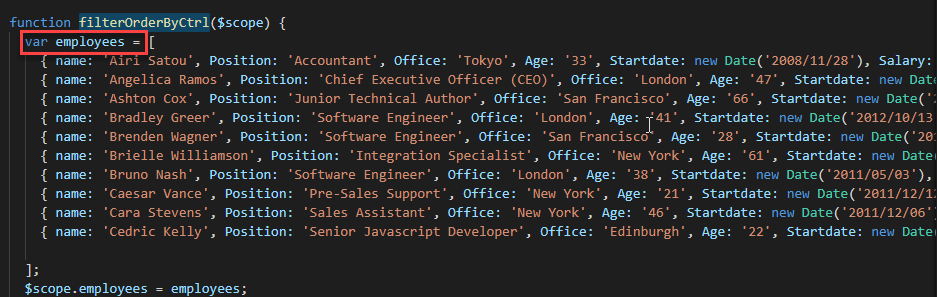 function filterOrderByCtrl($scope) {
var employees = [
{ name: 'Airi Satou', Position: 'Accountant', Office: 'Tokyo', Age: '33', Startdate: new Date('2008/11/28'), Salary:
{ name: 'Angelica Ramos', Position: 'Chief Executive Officer (CEO)', Office: 'London', Age: '47', Startdate: new Date
{ name: 'Ashton Cox', Position: 'Junior Technical Author', Office: 'San Francisco', Age: '66', Startdate: new Date('2
{ name: 'Bradley Greer', Position: 'Software Engineer', Office: 'London', Age: '41', Startdate: new Date('2012/10/13
{ name: 'Brenden Wagner', Position: 'Software Engineer', Office: 'San Francisco', Age: '28', Startdate: new Date('201
{ name: 'Brielle Williamson', Position: 'Integration Specialist', Office: 'New York', Age: '61', Startdate: new Date(
{ name: 'Bruno Nash', Position: 'Software Engineer', Office: 'London', Age: '38', Startdate: new Date('2011/05/03'),
{ name: 'Caesar Vance', Position: 'Pre-Sales Support', Office: 'New York', Age: '21', Startdate: new Date('2011/12/12
{ name: 'Cara Stevens', Position: 'Sales Assistant', Office: 'New York', Age: '46', Startdate: new Date('2011/12/06')
{ name: 'Cedric Kelly', Position: 'Senior Javascript Developer', Office: 'Edinburgh', Age: '22', Startdate: new Date(
];
$scope.employees = employees;